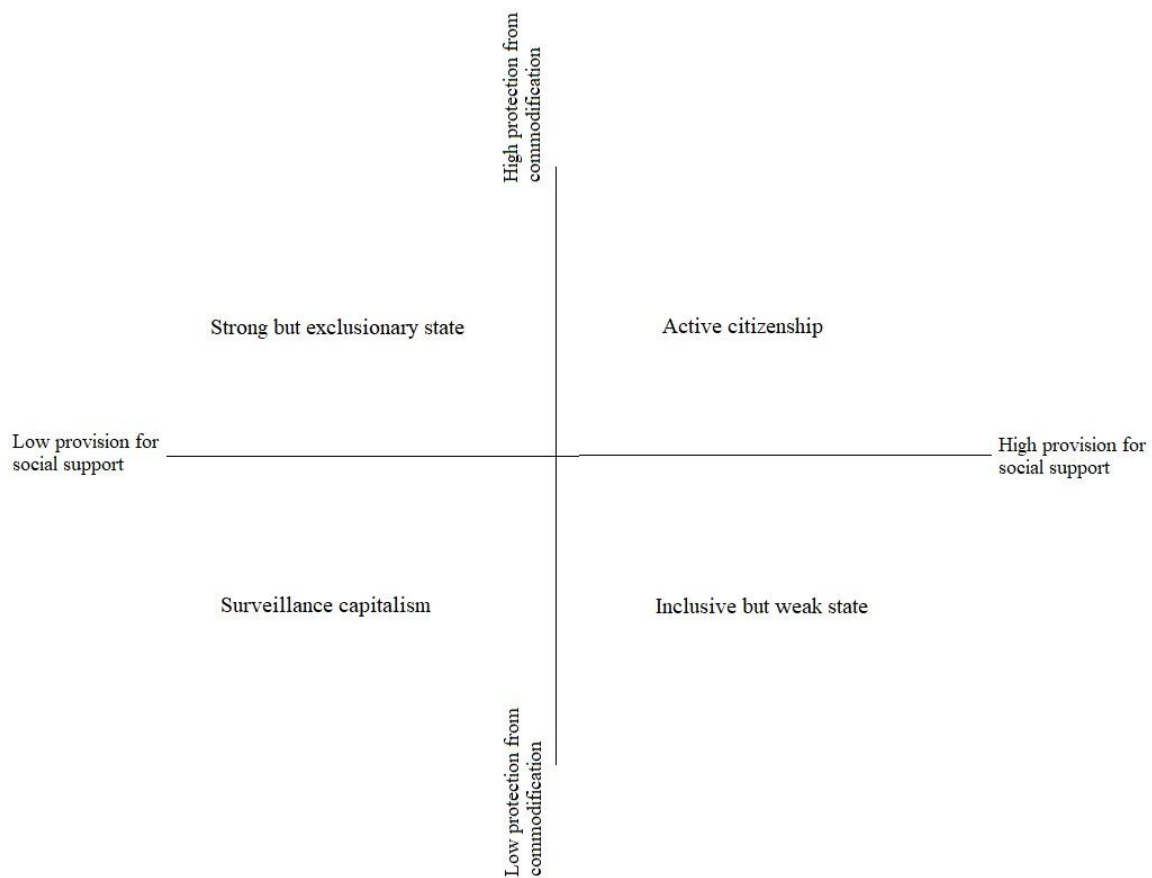 High protection from
commodification
Strong but exclusionary state
Active citizenship
Low provision for
social support
High provision for
social support
Surveillance capitalism
Inclusive but weak state
Low protection from
commodification